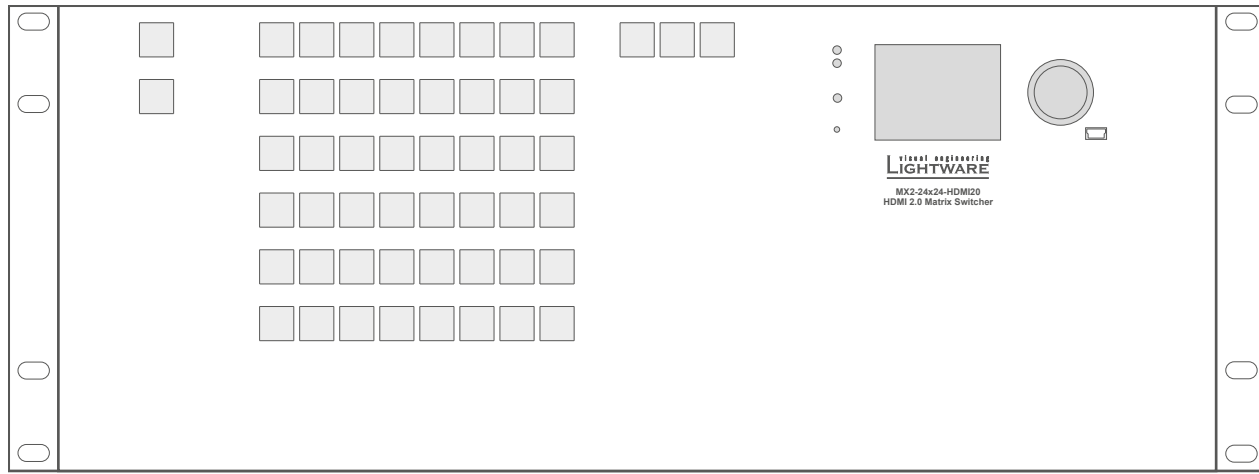 visual engineering
LIGHTWARE
MX2-24x24-HDMI20
HDMI 2.0 Matrix Switcher